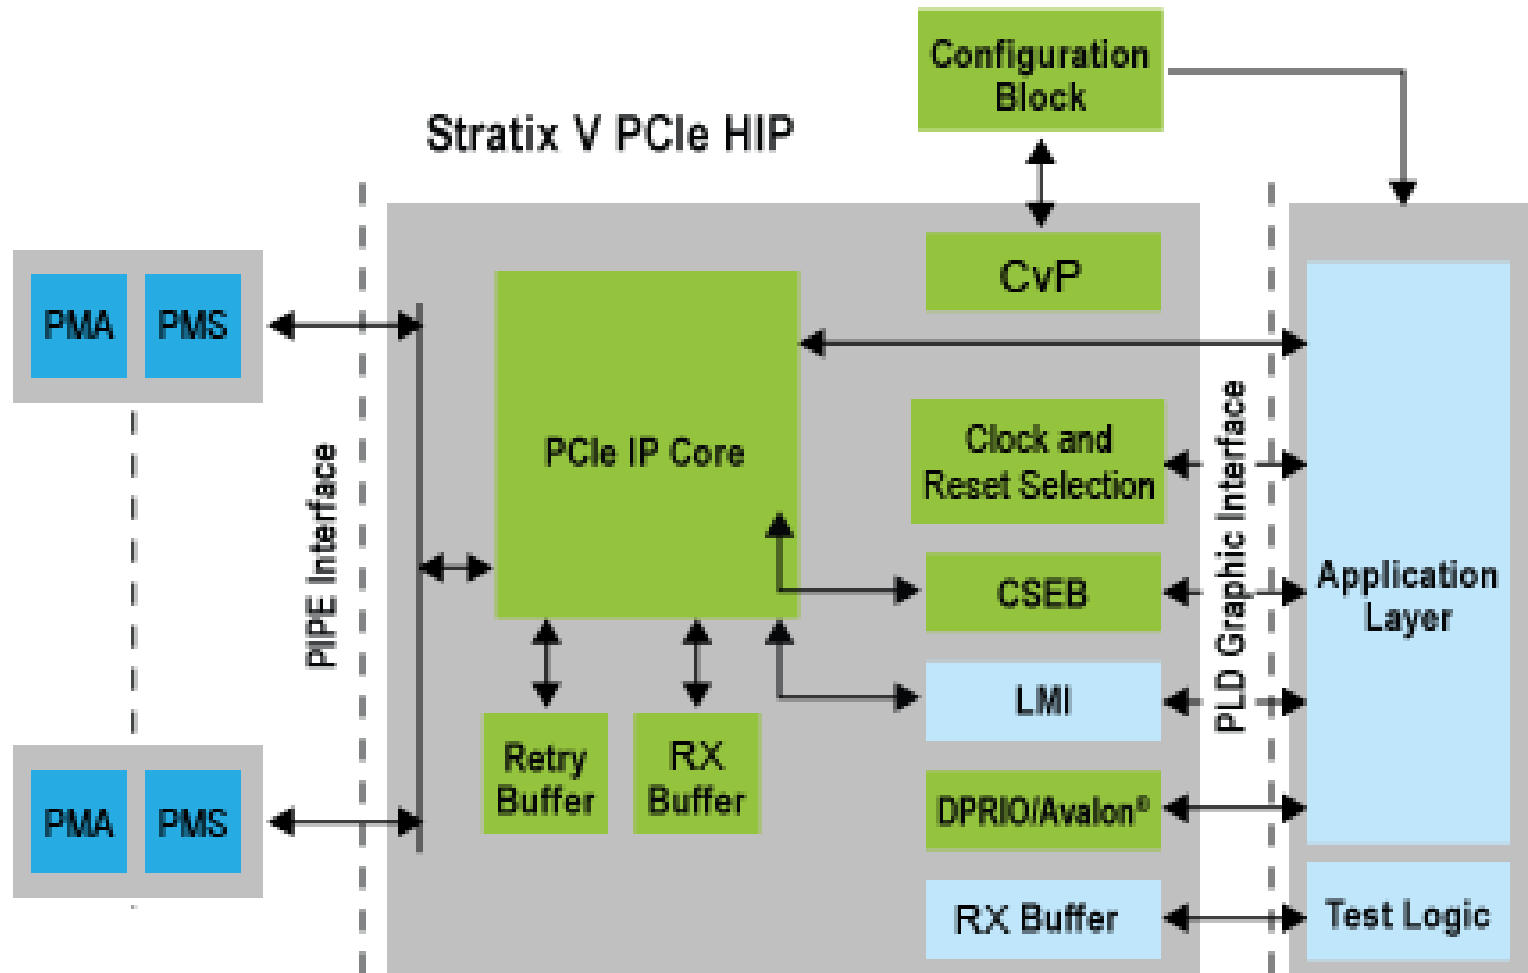 Configuration
Block
Stratix V PCIe HIP
CvP
PMA
PMS
PCIe IP Core
Clock and
Reset Selection
PIPE Interface
PLD Graphic Interface
CSEB
Application
Layer
LMI
Retry
Buffer
RX
Buffer
DPRIO/Avalon®
PMA
PMS
RX Buffer
Test Logic